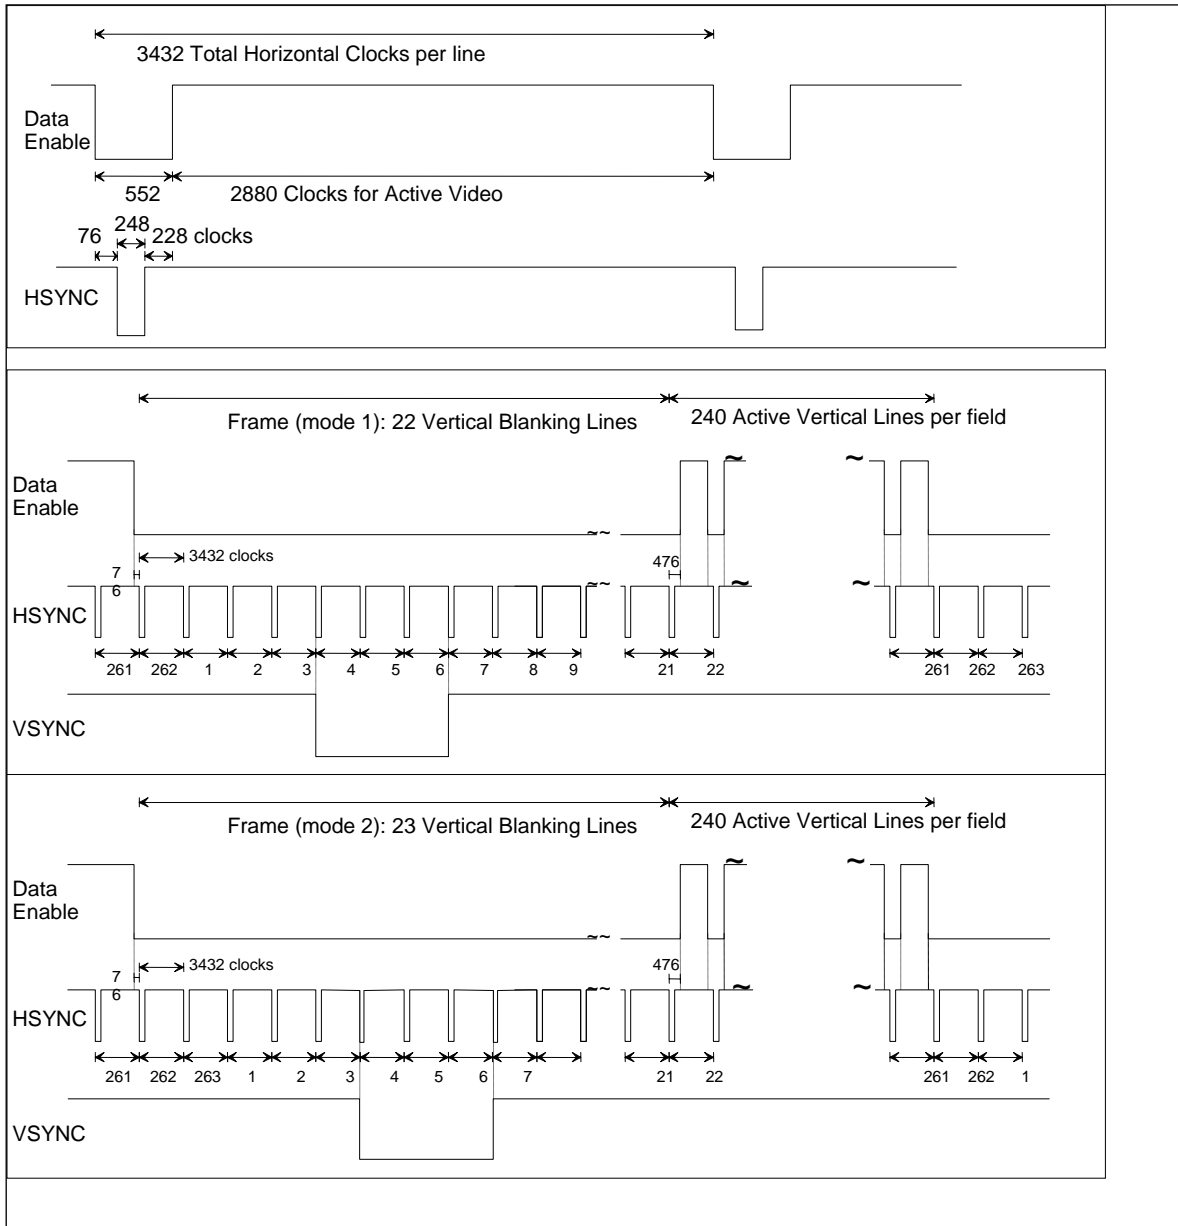 3432 Total Horizontal Clocks per line
Data
Enable
552
2880 Clocks for Active Video
248
76
228 clocks
HSYNC
Frame (mode 1): 22 Vertical Blanking Lines
240 Active Vertical Lines per field
~
~
Data
Enable
~~
3432 clocks
7
6
476
~~
~
~
HSYNC
261 262 1 2 3 4 5 6 7 8 9 21 22 261 262 263
VSYNC
Frame (mode 2): 23 Vertical Blanking Lines
240 Active Vertical Lines per field
~
~
Data
Enable
~~
3432 clocks
7
6
476
~~
~
~
HSYNC
261 262 263 1 2 3 4 5 6 7 21 22 261 262 1
VSYNC